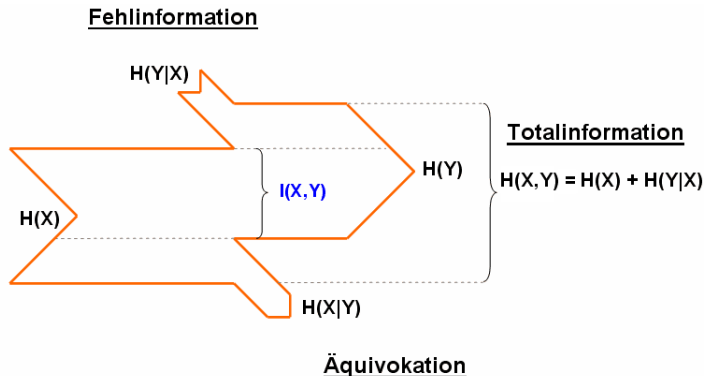 Fehlinformation
H(Y|X)
Totalinformation
H(Y)
H(X,Y) = H(X) + H(Y|X)
I(X,Y)
H(X)
H(X|Y)
Äquivokation